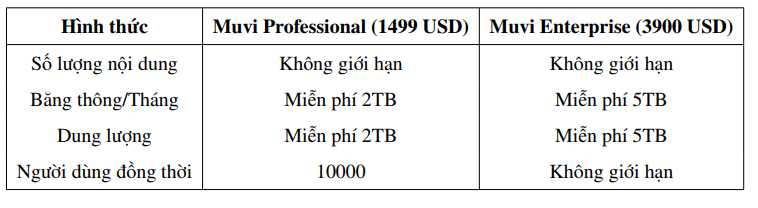 Hình thức Muvi Professional (1499 USD) Muvi Enterprise (3900 USD)
Số lượng nội dung Không giới hạn Không giới hạn
Băng thông/Tháng Miễn phí 2TB Miễn phí 5TB
Dung lượng Miễn phí 2TB Miễn phí 5TB
Người dùng đồng thời 10000 Không giới hạn